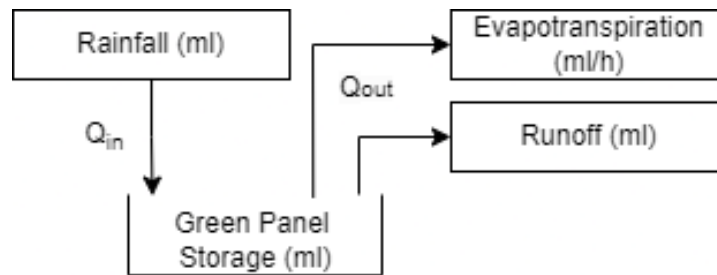 Rainfall (ml)
Evapotranspiration
(ml/h)
Qout
Runoff (ml)
Qin
Green Panel
Storage (ml)